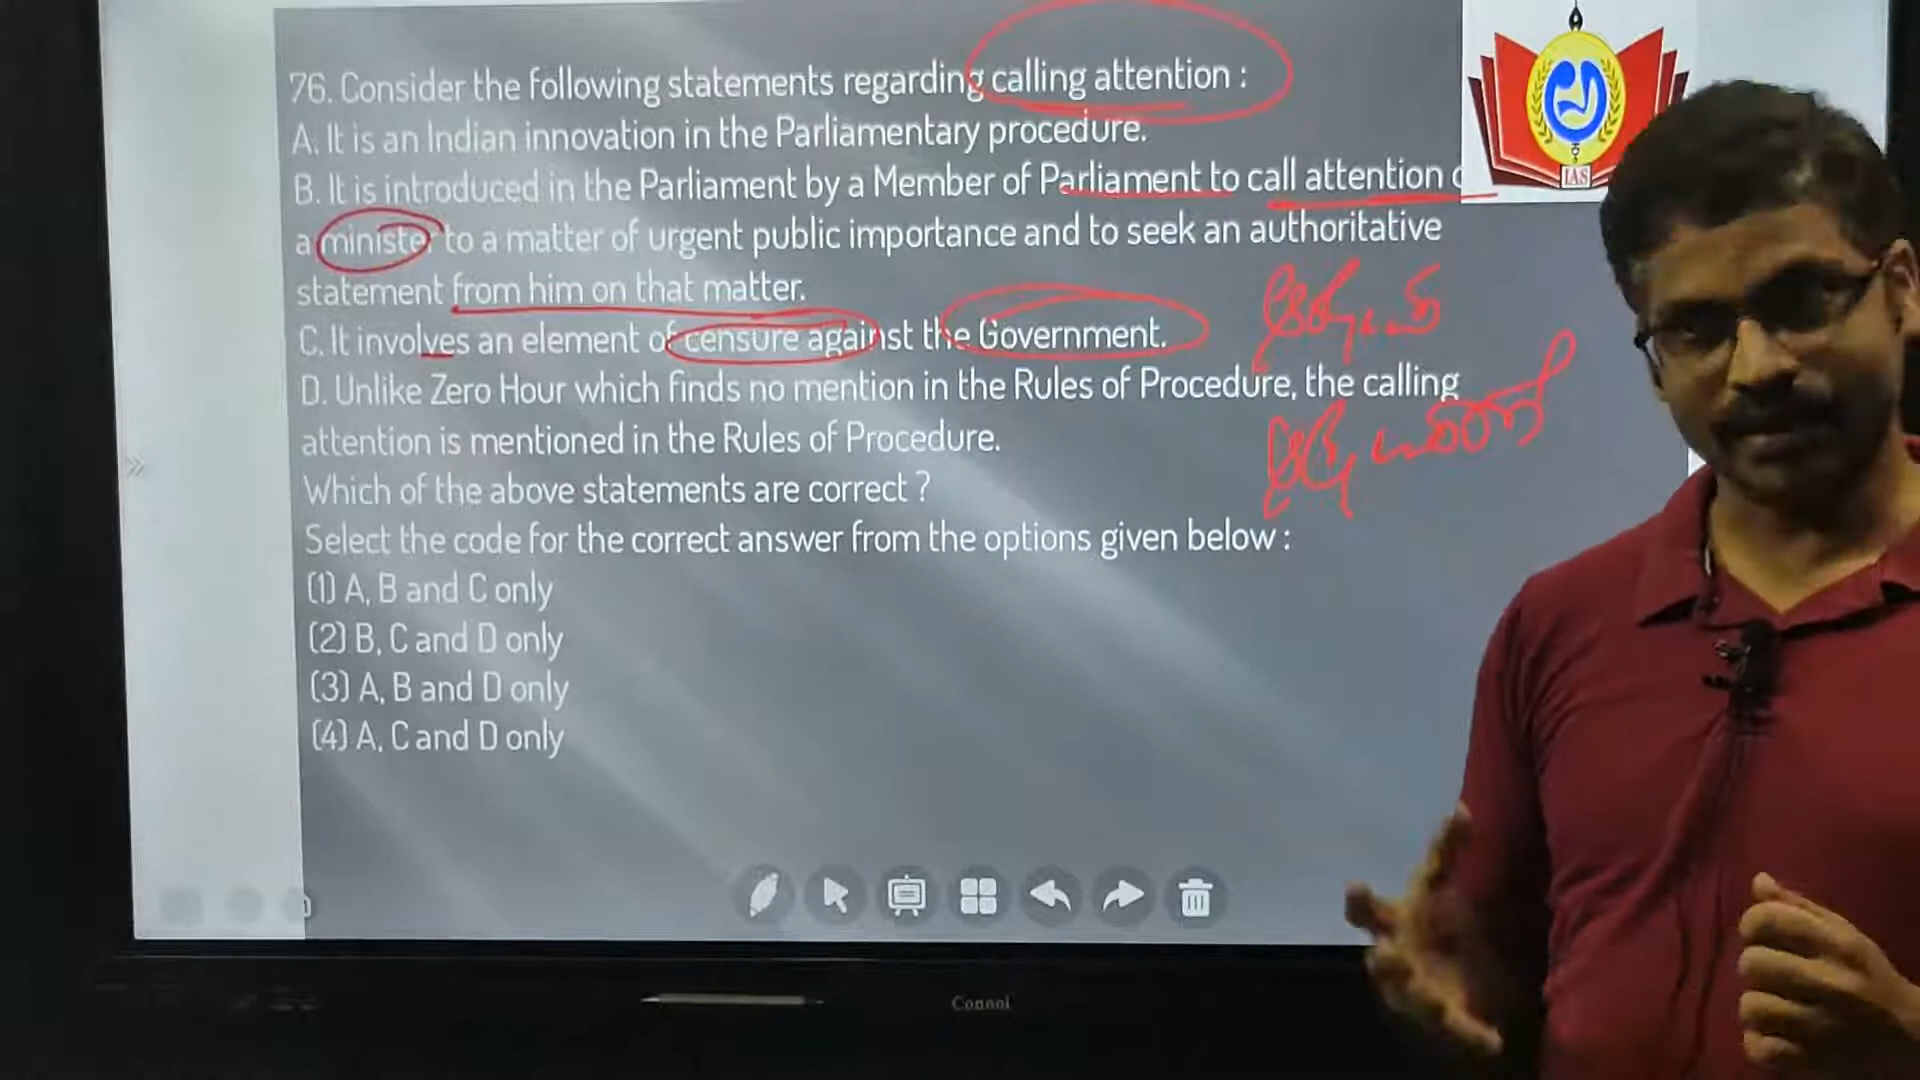 76. Consider the following statements regarding calling attention :
A. It is an Indian innovation in the Parliamentary procedure.
B. It is introduced in the Parliament by a Member of Parliament to call attention
a minister to a matter of urgent public importance and to seek an authoritative
statement from him on that matter.
C. It involves an element of censure against the Government.
D. Unlike Zero Hour which finds no mention in the Rules of Procedure, the calling
attention is mentioned in the Rules of Procedure.
Which of the above statements are correct ?
Select the code for the correct answer from the options given below :
(1) A, B and C only
(2) B, C and D only
(3) A, B and D only
(4) A, C and D only
IAS